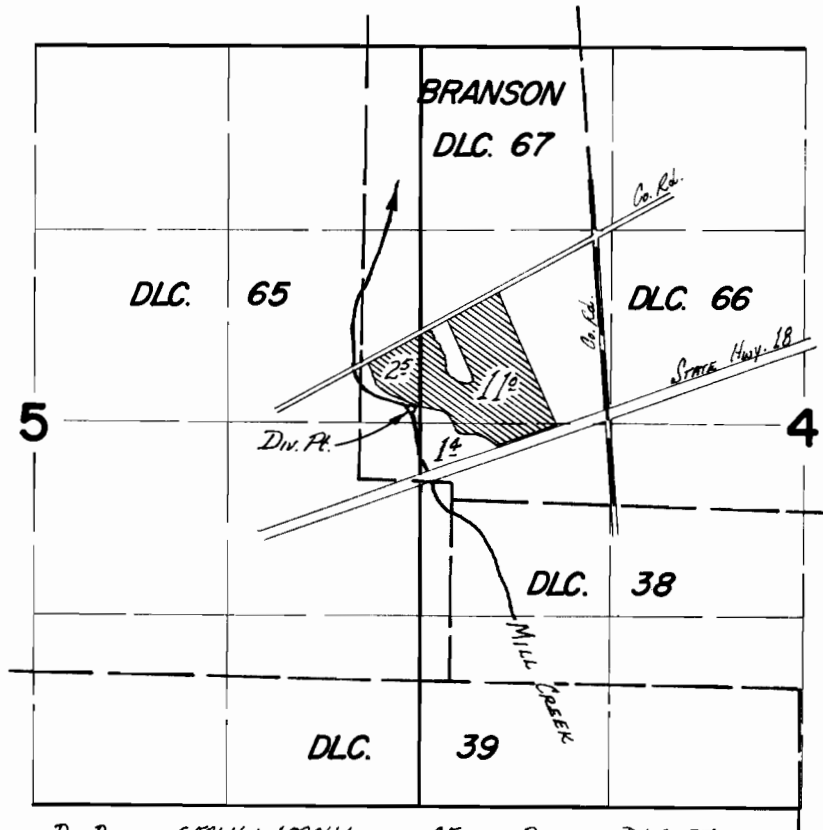 BRANSON
DLC. 67
Co. Rd.
DLC. 65
DLC. 66
Co. Rd.
STATE HWY. 18
2⁵
11⁰
5
4
Div. Pt.
1⁴
DLC. 38
MILL CREEK
DLC. 39